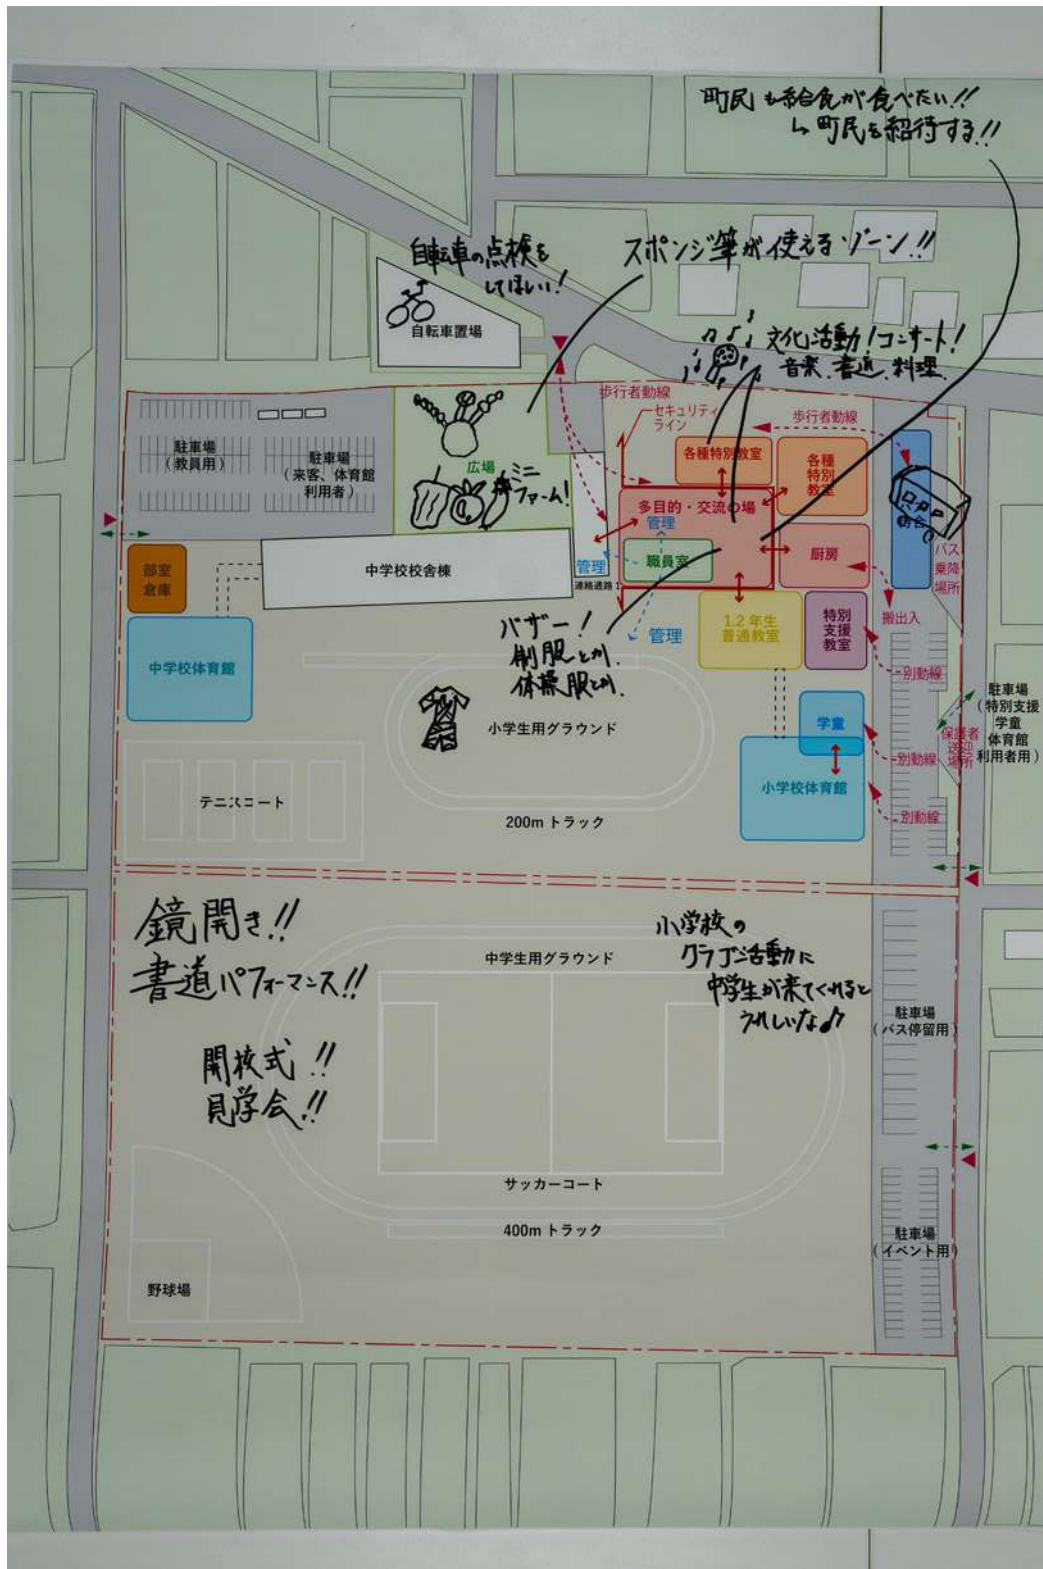 町民も給食が食べたい!!
↳ 町民を紹待する!!
自転車の点検を
してほしい!
スポンジ筆が使えるゾーン!!
自転車置場
文化活動!コンサート!
音楽.書道.料理.
歩行者動線
セキュリティ
ライン
歩行者動線
駐車場
(教員用)
駐車場
(来客、体育館
利用者)
広場
ミニ
ファーム!
各種特別教室
各種
特別
教室
多目的・交流の場
管理
職員室
厨房
バス
乗降
場所
部室
倉庫
中学校校舎棟
管理
連絡通路
搬出入
バザー!
制服とか.
体操服とか.
管理
1.2 年生
普通教室
特別
支援
教室
別動線
中学校体育館
駐車場
(特別支援
学童
体育館
利用者用)
小学生用グラウンド
学童
保護者
送迎
場所
別動線
小学校体育館
テニスコート
200m トラック
別動線
鏡開き!!
書道パフォーマンス!!
小学校の
クラブ活動に
中学生が来てくれると
うれしいな♪
中学生用グラウンド
駐車場
(バス停留用)
開校式!!
見学会!!
サッカーコート
400m トラック
駐車場
(イベント用)
野球場